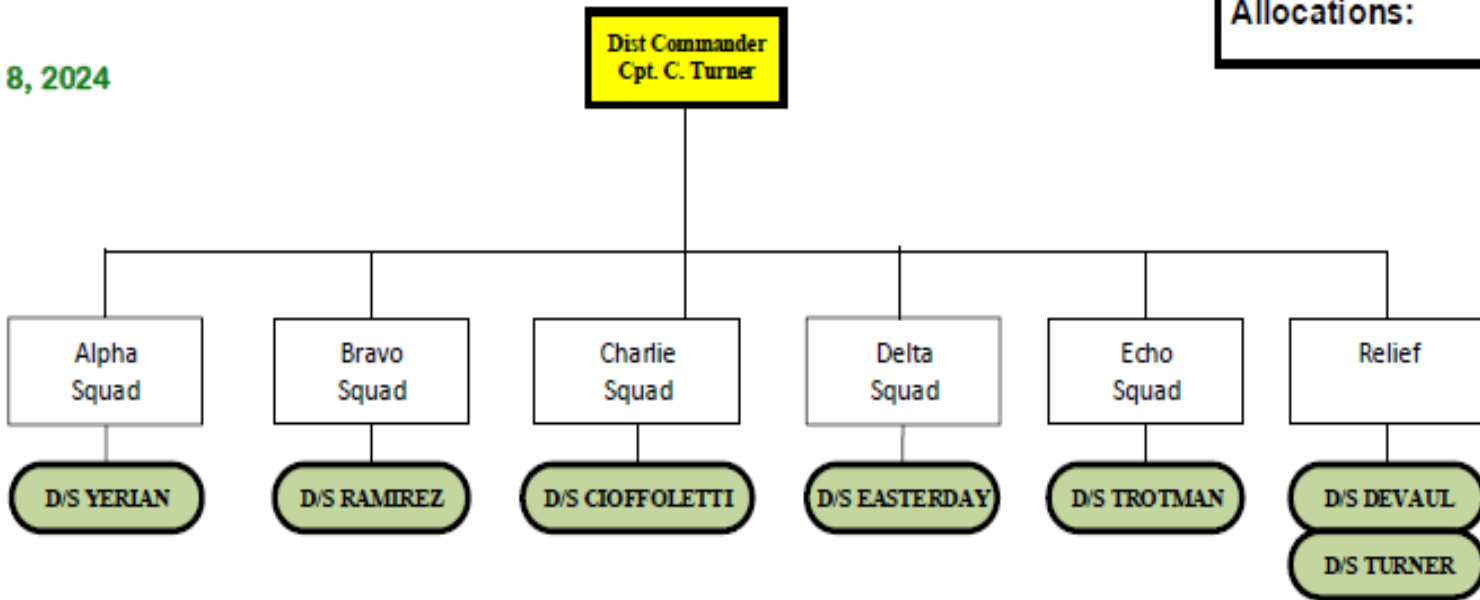 Allocations:
Dist Commander
Cpt. C. Turner
8, 2024
Alpha
Squad
Bravo
Squad
Charlie
Squad
Delta
Squad
Echo
Squad
Relief
D/S YERIAN
D/S RAMIREZ
D/S CIOFFOLETTI
D/S EASTERDAY
D/S TROTMAN
D/S DEVAUL
D/S TURNER